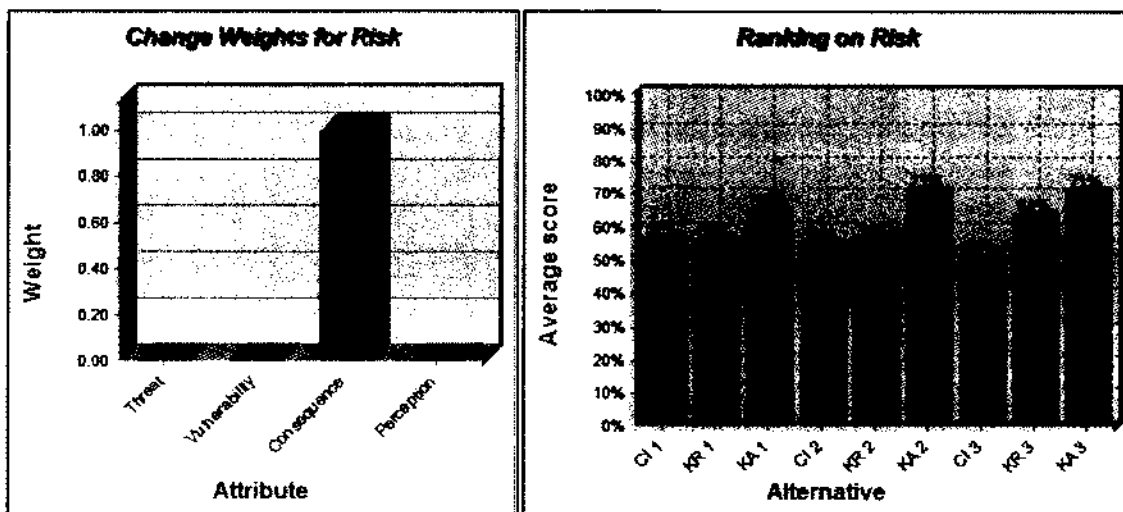 Change Weights for Risk
Weight
1.00
0.80
0.60
0.40
0.20
0.00
Threat
Vulnerability
Consequence
Perception
Attribute
Ranking on Risk
Average score
100%
90%
80%
70%
60%
50%
40%
30%
20%
10%
0%
CI 1
KR 1
KA 1
CI 2
KR 2
KA 2
CI 3
KR 3
KA 3
Alternative